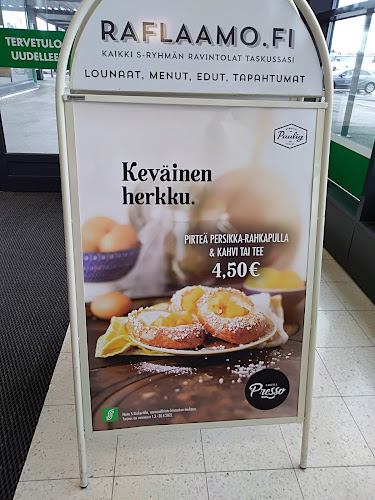 RAFLAAMO.FI
KAIKKI S-RYHMÄN RAVINTOLAT TASKUSSASI
LOUNAAT, MENUT, EDUT, TAPAHTUMAT
TERVETULO
UUDELLEE
Paulig
Keväinen
herkku.
PIRTEÄ PERSIKKA-RAHKAPULLA
& KAHVI TAI TEE
4,50 €
Presso